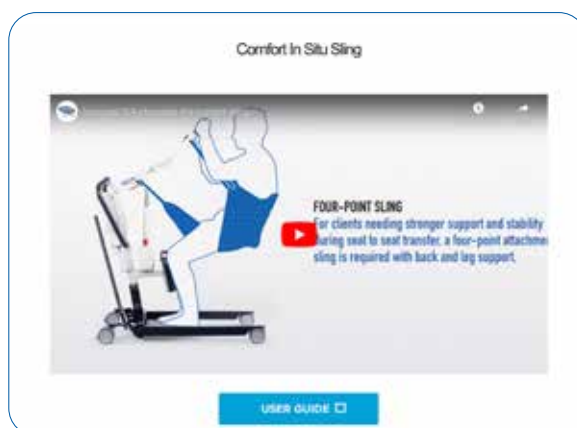 Comfort In Situ Sling
FOUR-POINT SLING
For clients needing stronger support and stability
during seat to seat transfer, a four-point attachmen
sling is required with back and leg support.
USER GUIDE